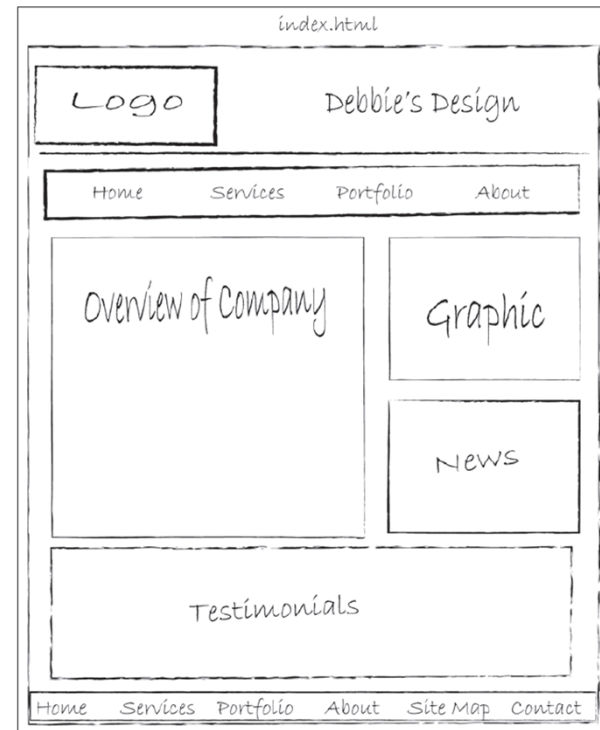 index.html
Logo
Debbie's Design
Home Services Portfolio About
Overview of Company
Graphic
News
Testimonials
Home Services Portfolio About Site Map Contact